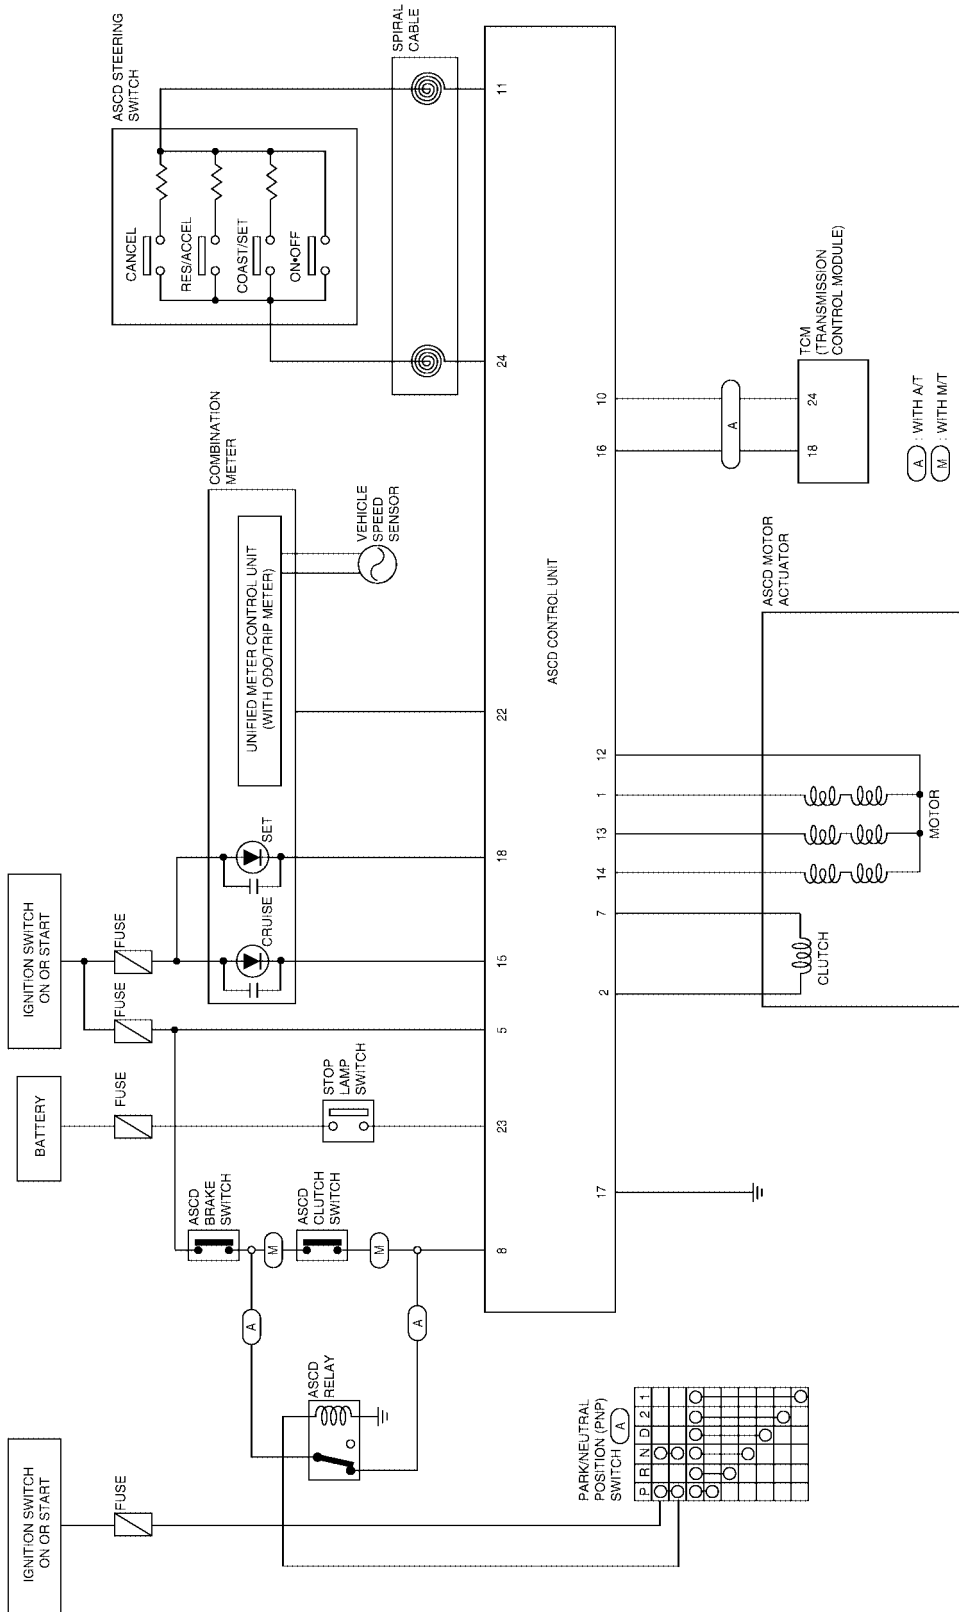 IGNITION SWITCH
ON OR START
FUSE
PARK/NEUTRAL
POSITION (PNP)
SWITCH
A
P R N D 2 1
ASCD
RELAY
A
A
ASCD
BRAKE
SWITCH
M
ASCD
CLUTCH
SWITCH
M
8
BATTERY
FUSE
STOP
LAMP
SWITCH
23
IGNITION SWITCH
ON OR START
FUSE
FUSE
5
COMBINATION
METER
CRUISE
SET
UNIFIED METER CONTROL UNIT
(WITH ODO/TRIP METER)
VEHICLE
SPEED
SENSOR
15
18
22
ASCD STEERING
SWITCH
CANCEL
RES/ACCEL
COAST/SET
ON•OFF
SPIRAL
CABLE
24
11
ASCD CONTROL UNIT
17
2
7
14
13
1
12
16
10
CLUTCH
MOTOR
ASCD MOTOR
ACTUATOR
A
18
24
TCM
(TRANSMISSION
CONTROL MODULE)
A : WITH A/T
M : WITH M/T